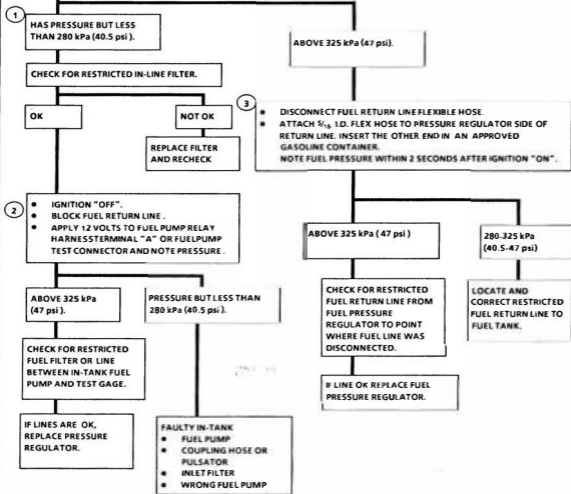 1
HAS PRESSURE BUT LESS
THAN 280 kPa (40.5 psi).
CHECK FOR RESTRICTED IN-LINE FILTER.
OK
NOT OK
REPLACE FILTER
AND RECHECK
2
• IGNITION "OFF".
• BLOCK FUEL RETURN LINE.
• APPLY 12 VOLTS TO FUEL PUMP RELAY
HARNESSTERMINAL "A" OR FUELPUMP
TEST CONNECTOR AND NOTE PRESSURE.
ABOVE 325 kPa
(47 psi).
CHECK FOR RESTRICTED
FUEL FILTER OR LINE
BETWEEN IN-TANK FUEL
PUMP AND TEST GAGE.
IF LINES ARE OK,
REPLACE PRESSURE
REGULATOR.
PRESSURE BUT LESS THAN
280 kPa (40.5 psi).
FAULTY IN-TANK
• FUEL PUMP
• COUPLING HOSE OR
PULSATOR
• INLET FILTER
• WRONG FUEL PUMP
ABOVE 325 kPa (47 psi).
3
• DISCONNECT FUEL RETURN LINE FLEXIBLE HOSE.
• ATTACH 5/16 I.D. FLEX HOSE TO PRESSURE REGULATOR SIDE OF
RETURN LINE. INSERT THE OTHER END IN AN APPROVED
GASOLINE CONTAINER.
NOTE FUEL PRESSURE WITHIN 2 SECONDS AFTER IGNITION "ON".
ABOVE 325 kPa (47 psi)
CHECK FOR RESTRICTED
FUEL RETURN LINE FROM
FUEL PRESSURE
REGULATOR TO POINT
WHERE FUEL LINE WAS
DISCONNECTED.
IF LINE OK REPLACE FUEL
PRESSURE REGULATOR.
280-325 kPa
(40.5-47 psi)
LOCATE AND
CORRECT RESTRICTED
FUEL RETURN LINE TO
FUEL TANK.